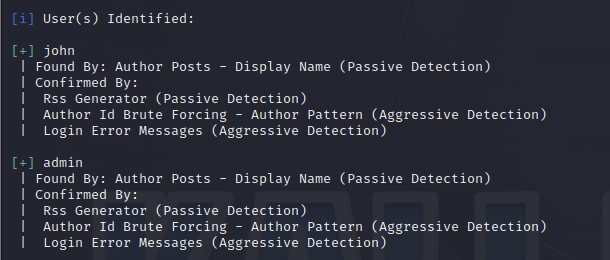 [i] User(s) Identified:
[+] john
| Found By: Author Posts - Display Name (Passive Detection)
| Confirmed By:
|  Rss Generator (Passive Detection)
|  Author Id Brute Forcing - Author Pattern (Aggressive Detection)
|  Login Error Messages (Aggressive Detection)
[+] admin
| Found By: Author Posts - Display Name (Passive Detection)
| Confirmed By:
|  Rss Generator (Passive Detection)
|  Author Id Brute Forcing - Author Pattern (Aggressive Detection)
|  Login Error Messages (Aggressive Detection)